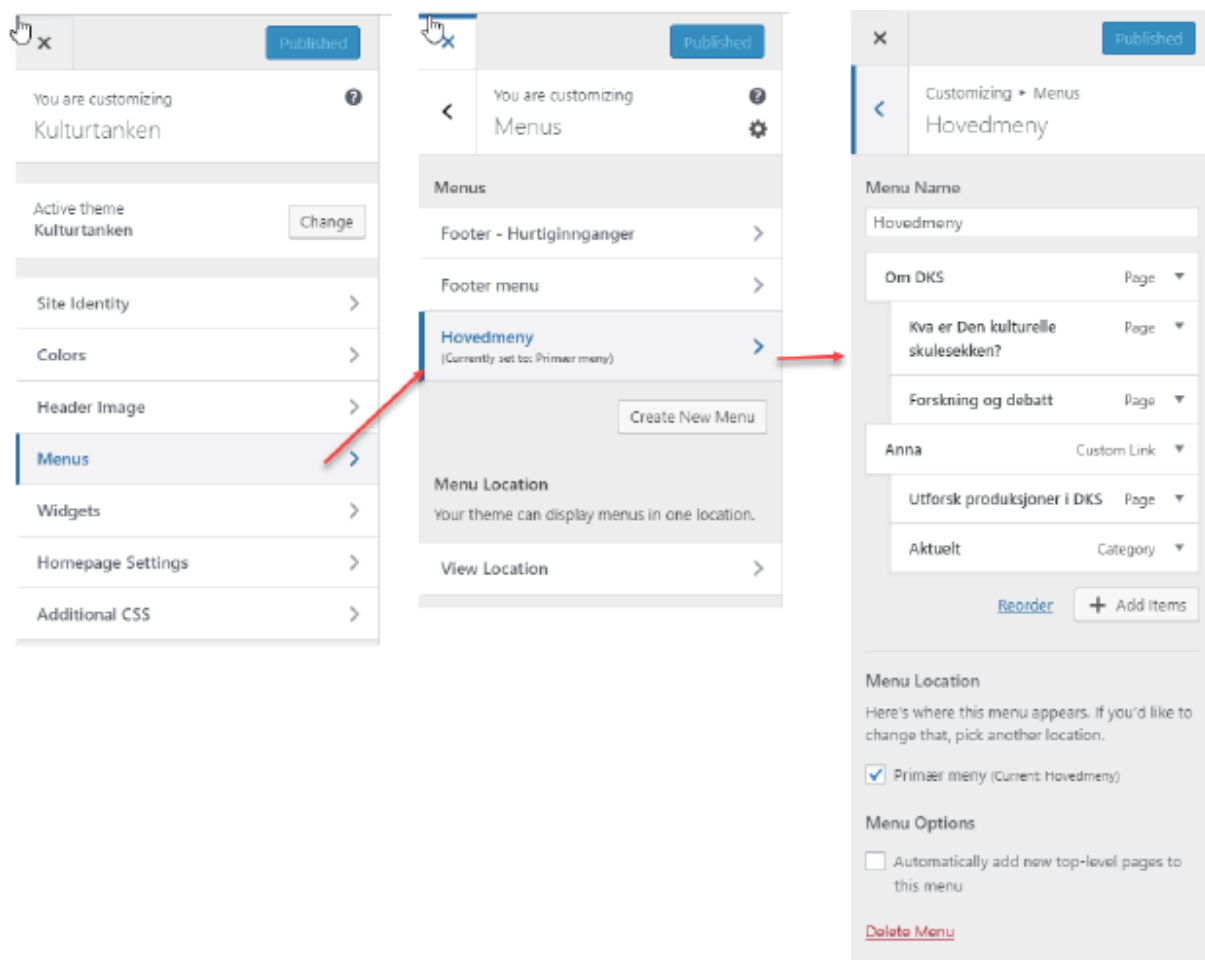 Published
You are customizing
Kulturtanken
Active theme
Kulturtanken
Change
Site Identity
Colors
Header Image
Menus
Widgets
Homepage Settings
Additional CSS
Published
You are customizing
Menus
Menus
Footer - Hurtiginnganger
Footer menu
Hovedmeny
(Currently set to: Primær meny)
Create New Menu
Menu Location
Your theme can display menus in one location.
View Location
Published
Customizing ▸ Menus
Hovedmeny
Menu Name
Hovedmeny
Om DKS Page
Kva er Den kulturelle Page
skulesekken?
Forskning og debatt Page
Anna Custom Link
Utforsk produksjoner i DKS Page
Aktuelt Category
Reorder + Add Items
Menu Location
Here's where this menu appears. If you'd like to
change that, pick another location.
Primær meny (Current: Hovedmeny)
Menu Options
Automatically add new top-level pages to
this menu
Delete Menu